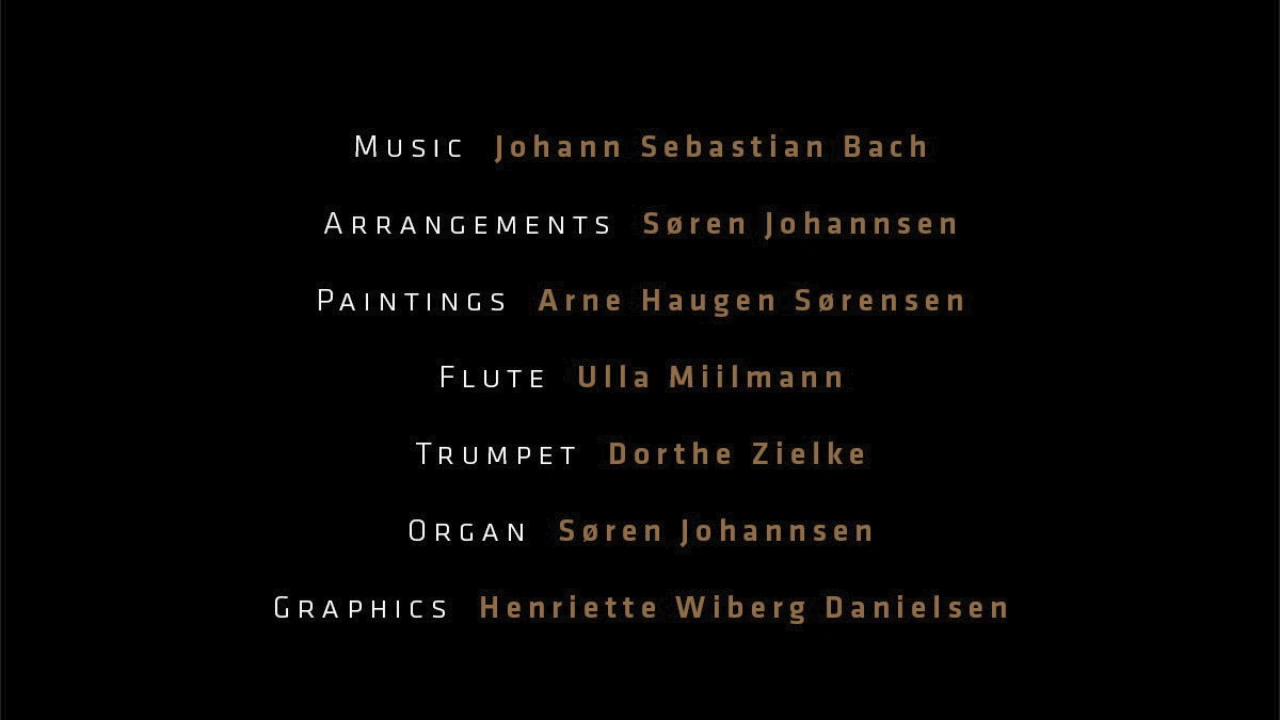 Music Johann Sebastian Bach
Arrangements Søren Johannsen
Paintings Arne Haugen Sørensen
Flute Ulla Miilmann
Trumpet Dorthe Zielke
Organ Søren Johannsen
Graphics Henriette Wiberg Danielsen